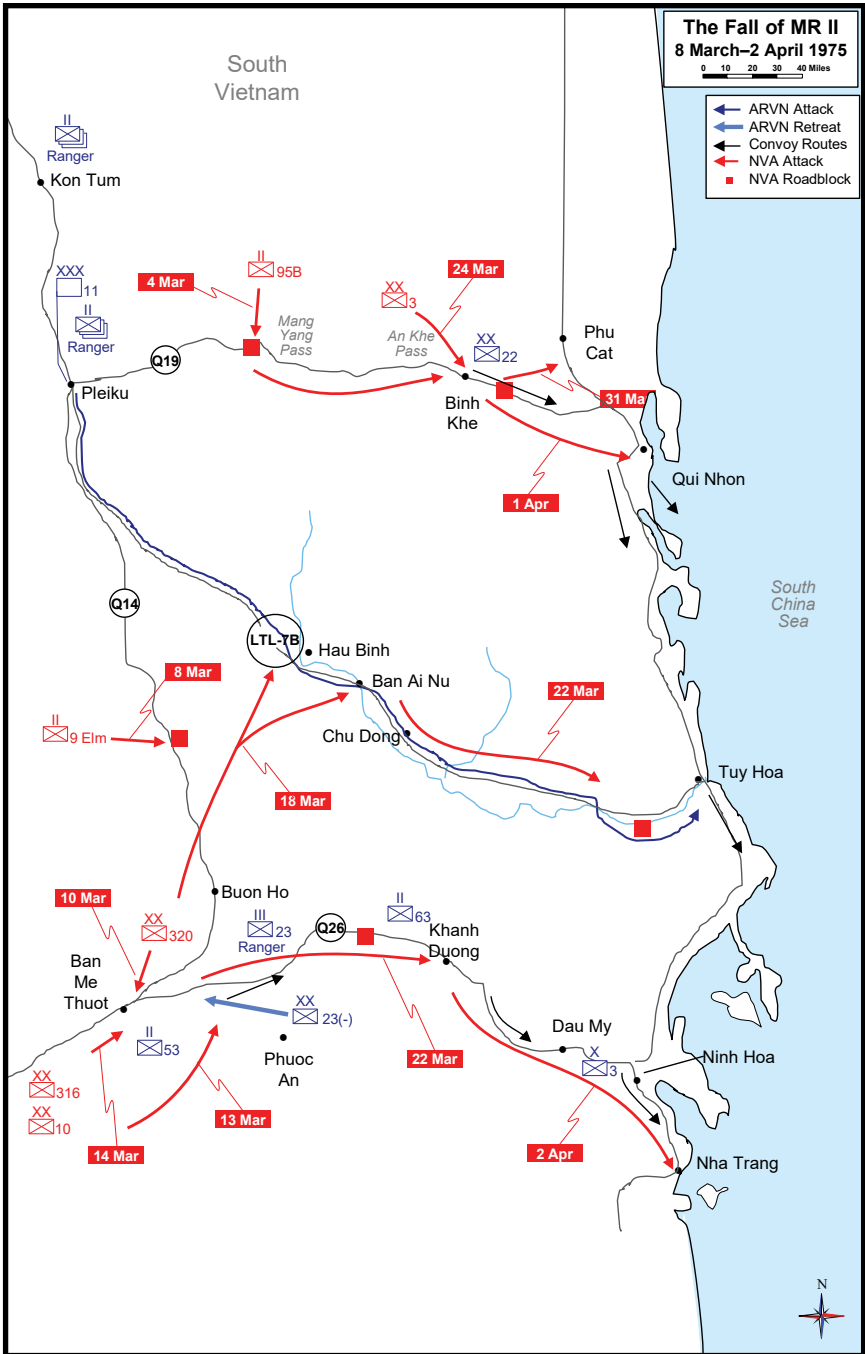 The Fall of MR II
8 March–2 April 1975
0 10 20 30 40 Miles
ARVN Attack
ARVN Retreat
Convoy Routes
NVA Attack
NVA Roadblock
South
Vietnam
II
Ranger
Kon Tum
XXX
11
II
Ranger
4 Mar
II
95B
24 Mar
XX
3
Mang
Yang
Pass
An Khe
Pass
XX
22
Phu
Cat
Q19
Pleiku
Binh
Khe
31 Ma
Qui Nhon
1 Apr
South
China
Sea
Q14
LTL-7B
Hau Binh
8 Mar
Ban Ai Nu
22 Mar
II
9 Elm
Chu Dong
Tuy Hoa
18 Mar
Buon Ho
10 Mar
XX
320
III
23
Ranger
Q26
II
63
Khanh
Duong
Ban
Me
Thuot
XX
23(-)
II
53
Phuoc
An
22 Mar
Dau My
X
3
Ninh Hoa
XX
316
XX
10
13 Mar
14 Mar
2 Apr
Nha Trang
N